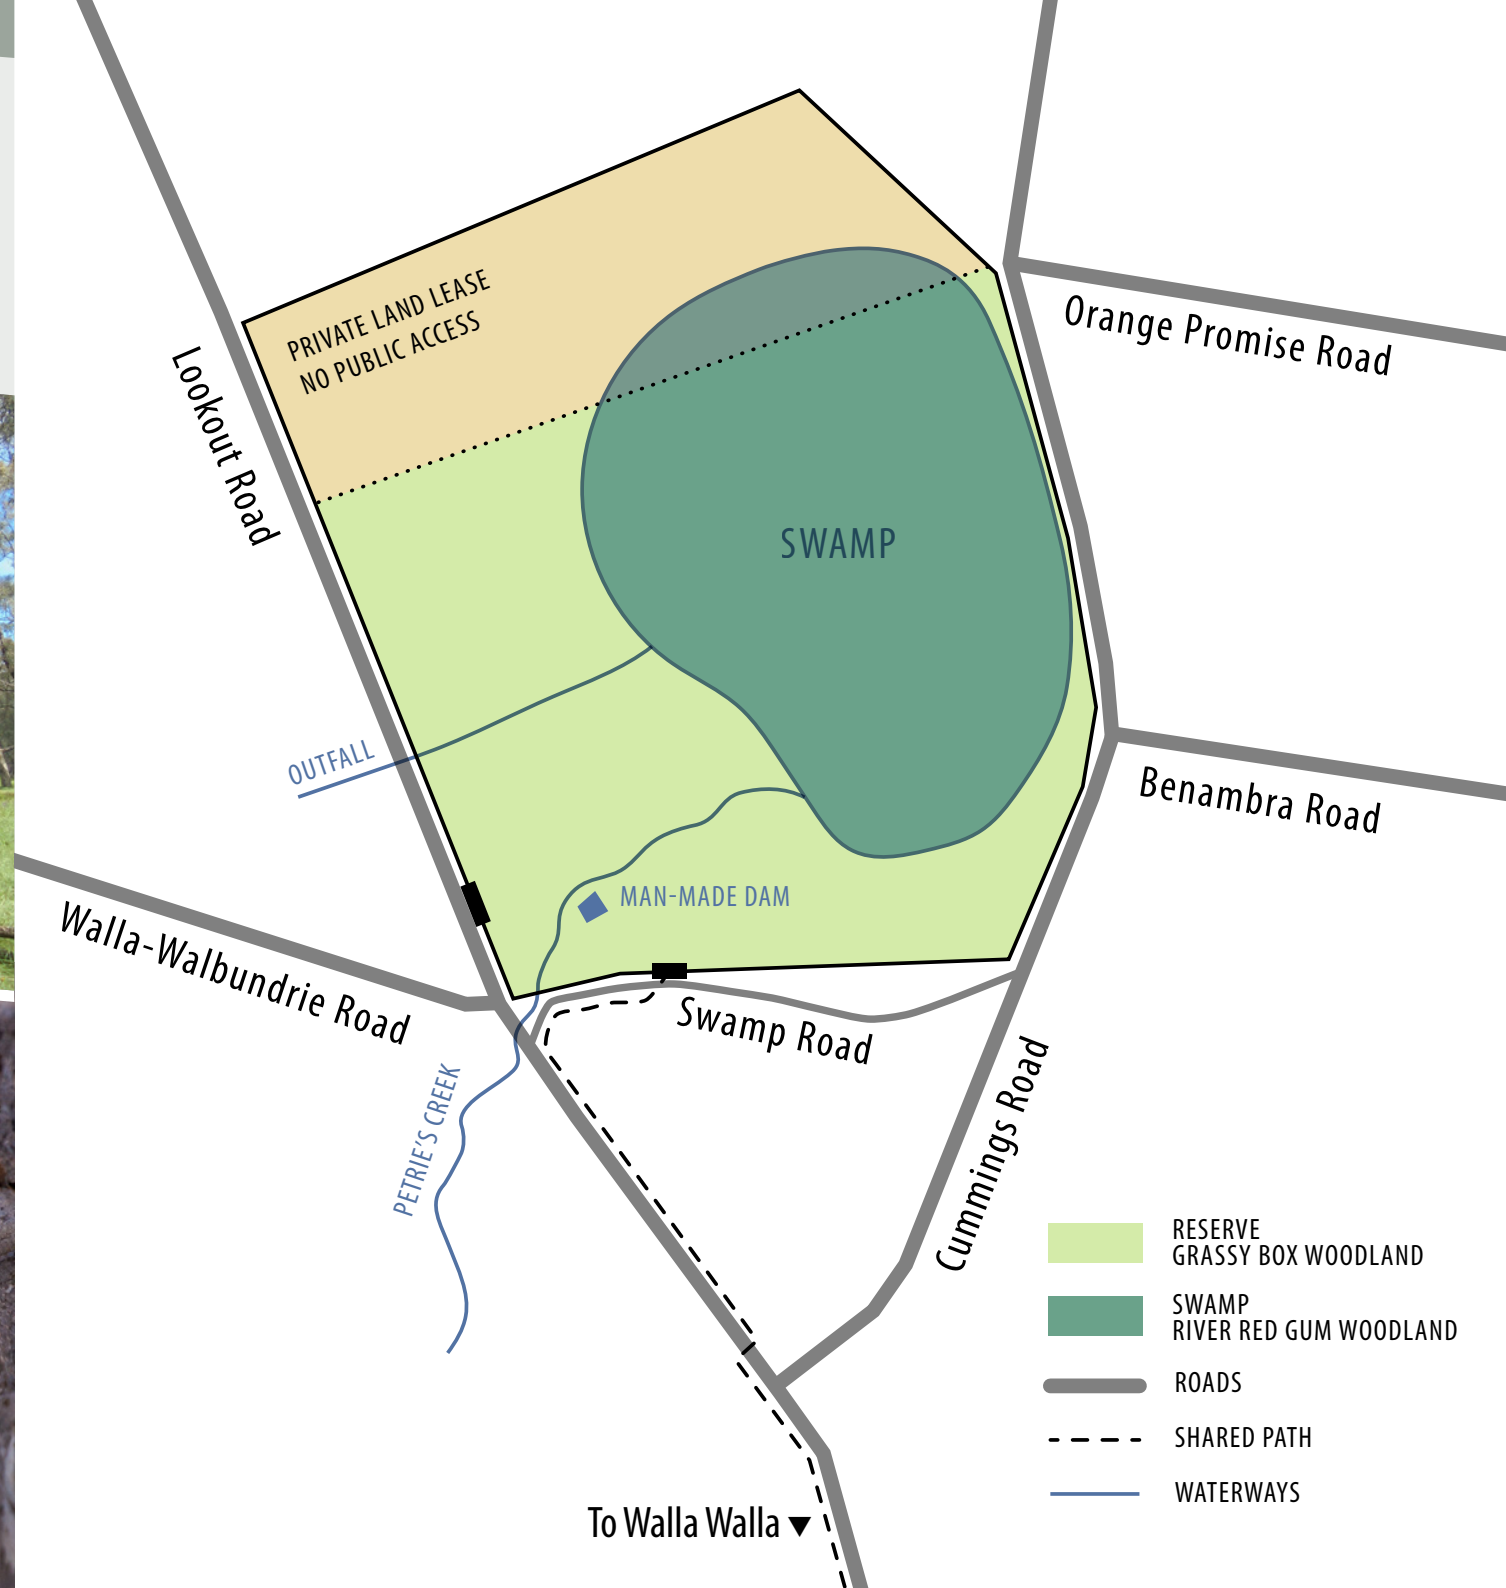 PRIVATE LAND LEASE
NO PUBLIC ACCESS
Orange Promise Road
Lookout Road
SWAMP
OUTFALL
Benambra Road
MAN-MADE DAM
Walla-Walbundrie Road
Swamp Road
PETRIE'S CREEK
Cummings Road
RESERVE
GRASSY BOX WOODLAND
SWAMP
RIVER RED GUM WOODLAND
ROADS
SHARED PATH
WATERWAYS
To Walla Walla